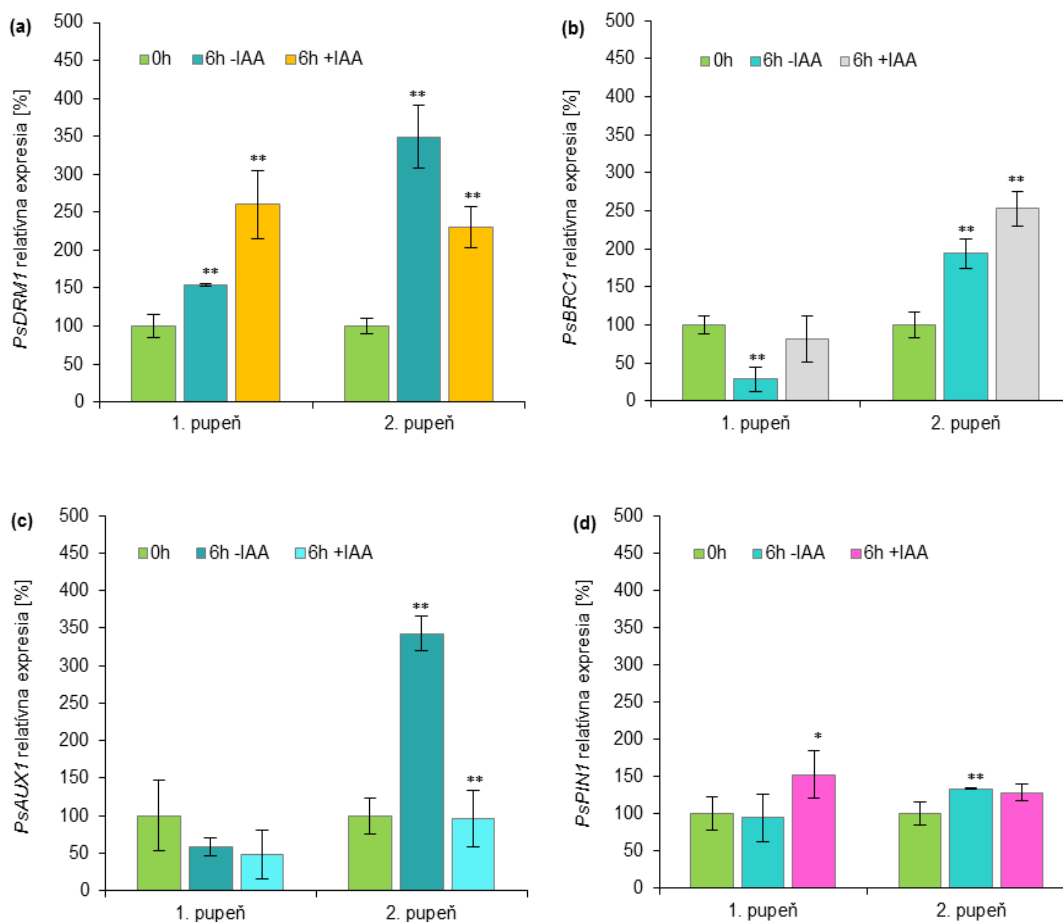 (a)
PsDRM1 relatívna expresia [%]
500
450
400
350
300
250
200
150
100
50
0
0h 6h -IAA 6h +IAA
** ** ** **
1. pupeň 2. pupeň
(b)
PsBRC1 relatívna expresia [%]
500
450
400
350
300
250
200
150
100
50
0
0h 6h -IAA 6h +IAA
** ** **
1. pupeň 2. pupeň
(c)
PsAUX1 relatívna expresia [%]
500
450
400
350
300
250
200
150
100
50
0
0h 6h -IAA 6h +IAA
** **
1. pupeň 2. pupeň
(d)
PsPIN1 relatívna expresia [%]
500
450
400
350
300
250
200
150
100
50
0
0h 6h -IAA 6h +IAA
* **
1. pupeň 2. pupeň